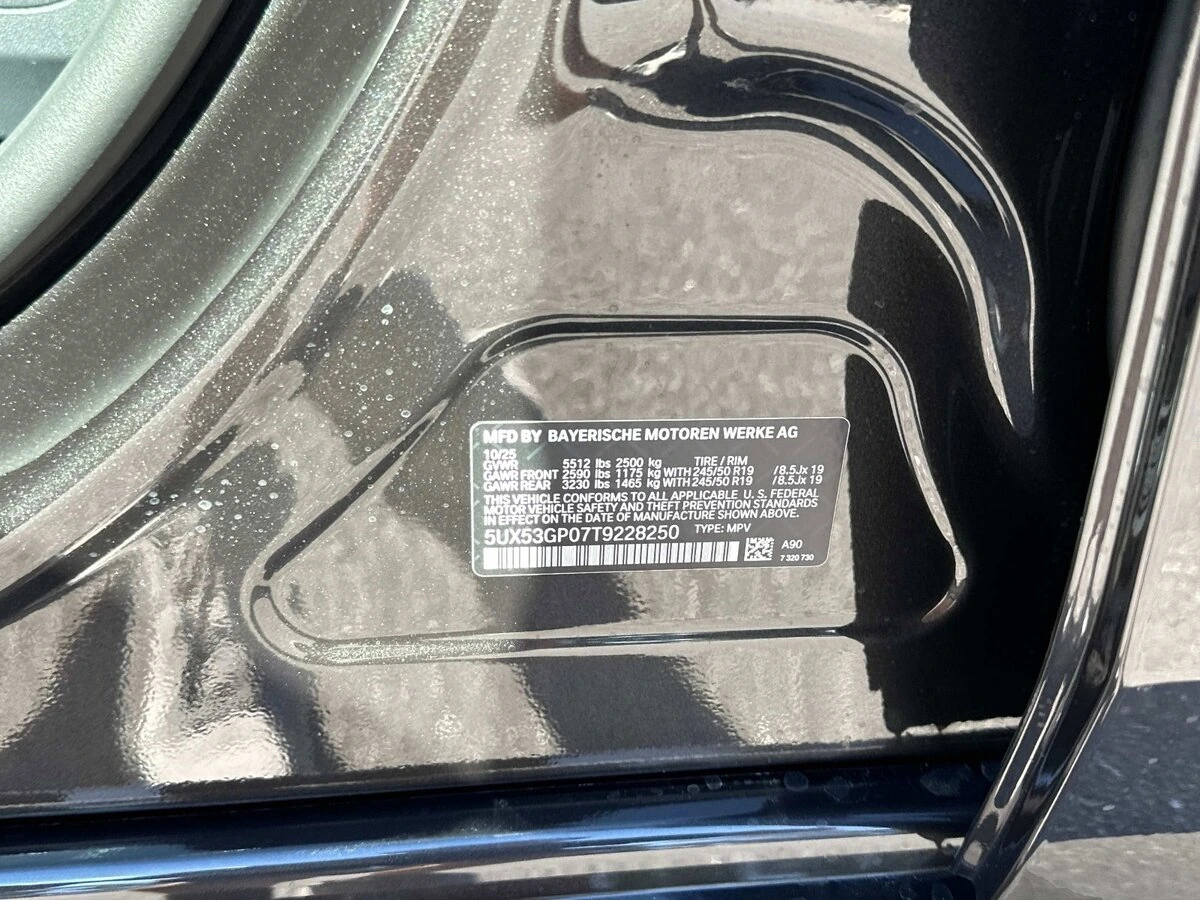 MFD BY BAYERISCHE MOTOREN WERKE AG
10/25
GVWR 5512 lbs 2500 kg TIRE / RIM
GAWR FRONT 2590 lbs 1175 kg WITH 245/50 R19 / 8.5Jx 19
GAWR REAR 3230 lbs 1465 kg WITH 245/50 R19 / 8.5Jx 19
THIS VEHICLE CONFORMS TO ALL APPLICABLE U. S. FEDERAL
MOTOR VEHICLE SAFETY AND THEFT PREVENTION STANDARDS
IN EFFECT ON THE DATE OF MANUFACTURE SHOWN ABOVE.
5UX53GP07T9228250 TYPE: MPV
A90
7 320 730